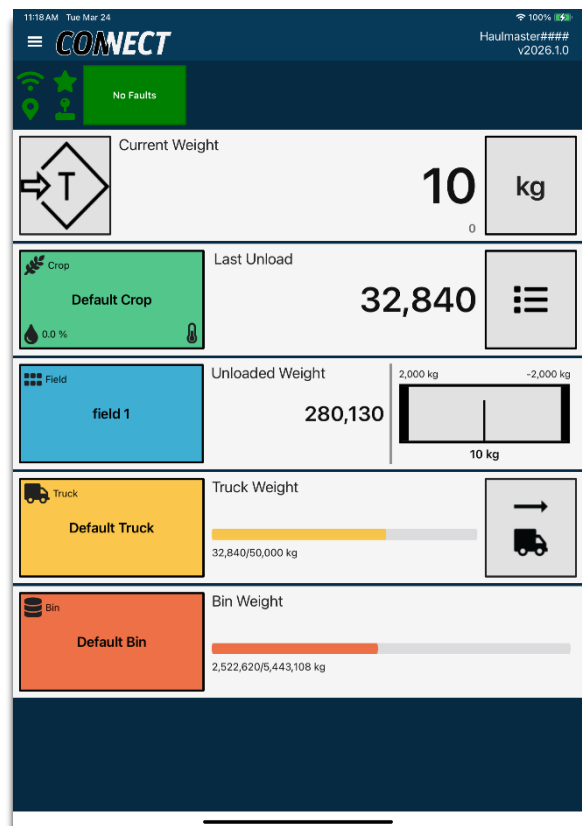 11:18 AM Tue Mar 24
100%
CONNECT
Haulmaster####
v2026.1.0
No Faults
Current Weight
T
10
kg
0
Crop
Default Crop
0.0 %
Last Unload
32,840
Field
field 1
Unloaded Weight
280,130
2,000 kg
-2,000 kg
10 kg
Truck
Default Truck
Truck Weight
32,840/50,000 kg
Bin
Default Bin
Bin Weight
2,522,620/5,443,108 kg